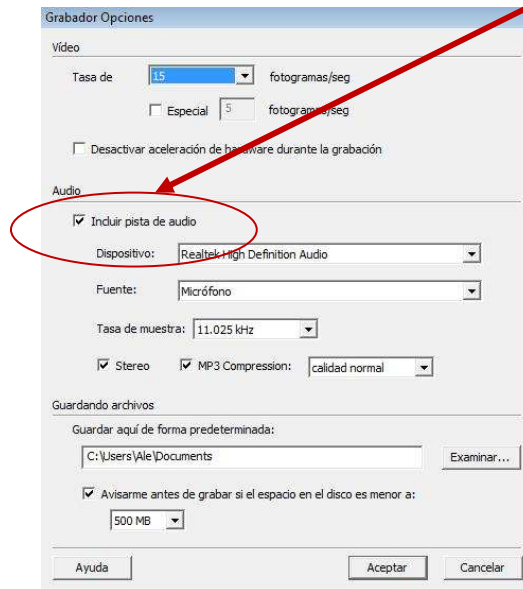 Grabador Opciones
Vídeo
Tasa de 15 fotogramas/seg
Especial 5 fotogramas/seg
Desactivar aceleración de hardware durante la grabación
Audio
Incluir pista de audio
Dispositivo: Realtek High Definition Audio
Fuente: Micrófono
Tasa de muestra: 11.025 kHz
Stereo MP3 Compression: calidad normal
Guardando archivos
Guardar aquí de forma predeterminada:
C:\Users\Ale\Documents Examinar...
Avisarme antes de grabar si el espacio en el disco es menor a:
500 MB
Ayuda Aceptar Cancelar